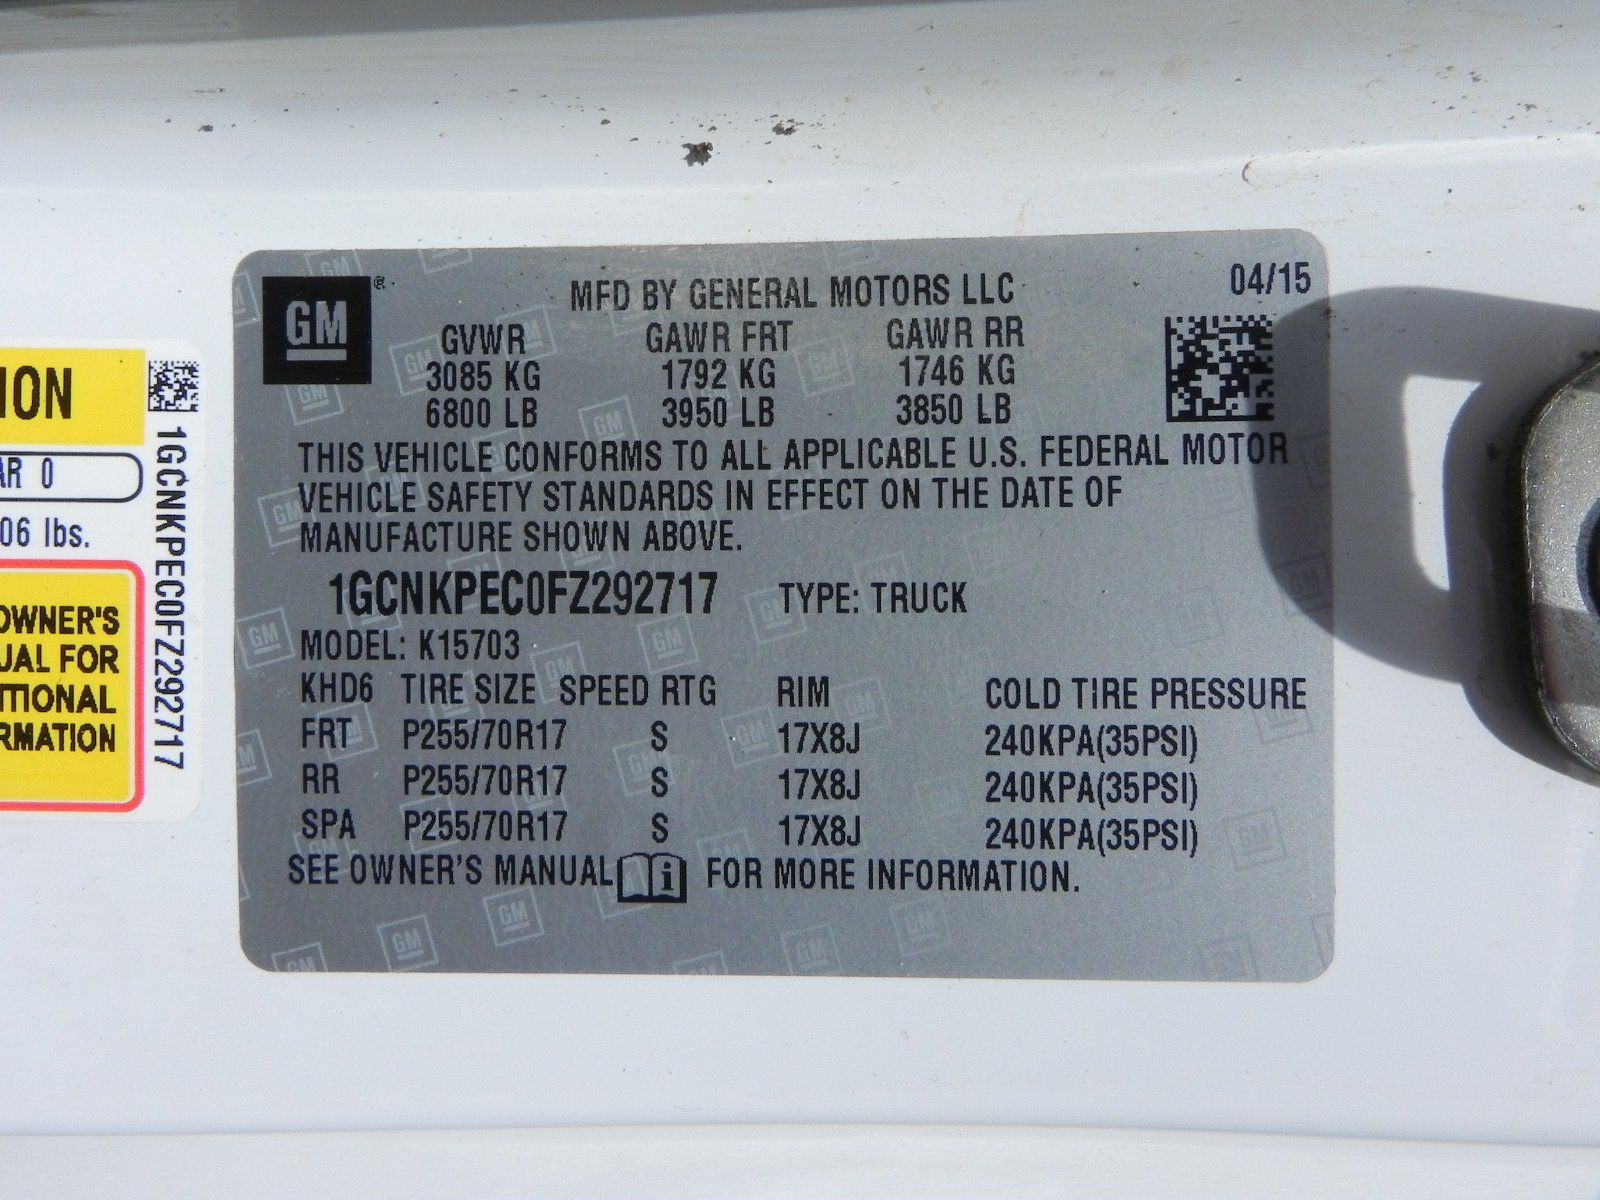 GM®
MFD BY GENERAL MOTORS LLC
04/15
GVWR GAWR FRT GAWR RR
3085 KG 1792 KG 1746 KG
6800 LB 3950 LB 3850 LB
THIS VEHICLE CONFORMS TO ALL APPLICABLE U.S. FEDERAL MOTOR
VEHICLE SAFETY STANDARDS IN EFFECT ON THE DATE OF
MANUFACTURE SHOWN ABOVE.
1GCNKPEC0FZ292717 TYPE: TRUCK
MODEL: K15703
KHD6 TIRE SIZE SPEED RTG RIM COLD TIRE PRESSURE
FRT P255/70R17 S 17X8J 240KPA(35PSI)
RR P255/70R17 S 17X8J 240KPA(35PSI)
SPA P255/70R17 S 17X8J 240KPA(35PSI)
SEE OWNER'S MANUAL i FOR MORE INFORMATION.
ION
AR 0
06 lbs.
OWNER'S
UAL FOR
ITIONAL
RMATION
1GCNKPEC0FZ292717